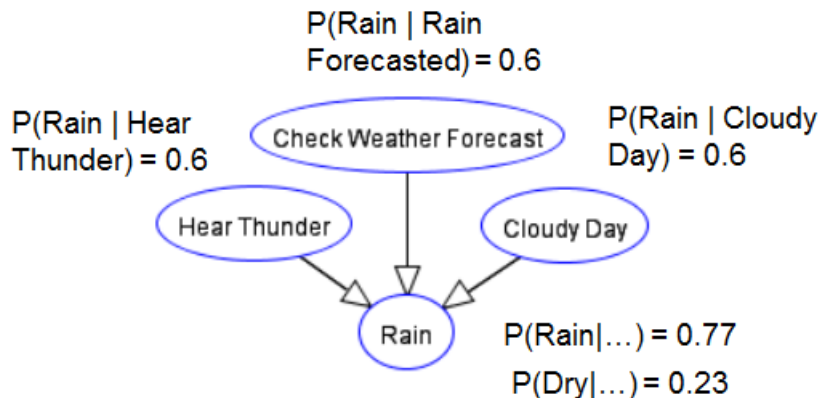 P(Rain | Rain
Forecasted) = 0.6
P(Rain | Hear
Thunder) = 0.6
Check Weather Forecast
P(Rain | Cloudy
Day) = 0.6
Hear Thunder
Cloudy Day
Rain
P(Rain|…) = 0.77
P(Dry|…) = 0.23